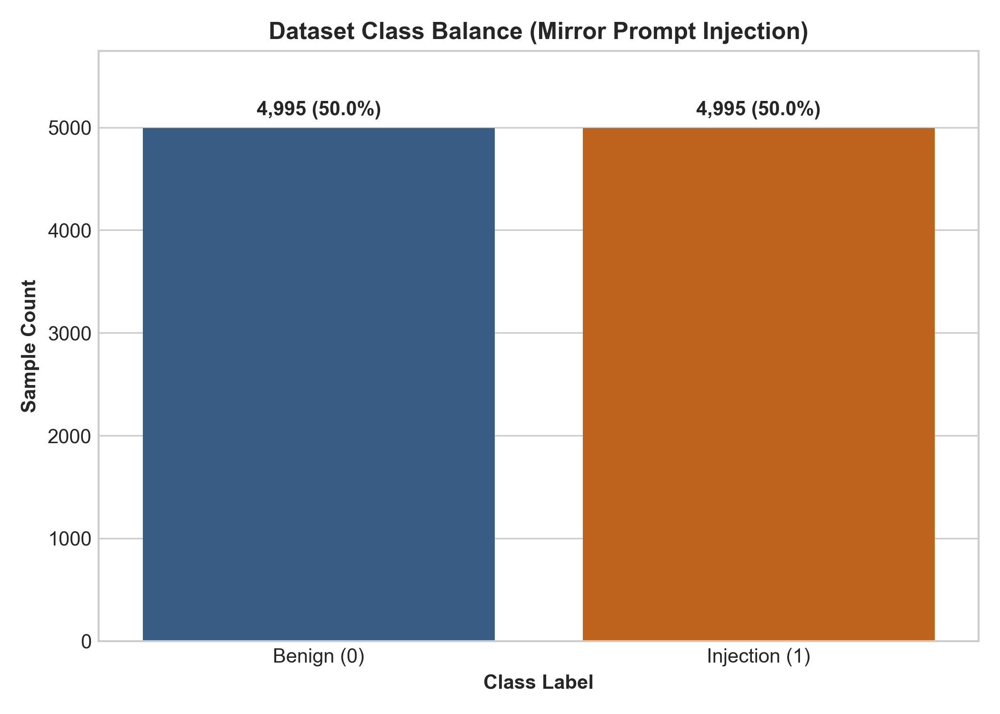 Dataset Class Balance (Mirror Prompt Injection)
4,995 (50.0%)
4,995 (50.0%)
5000
4000
3000
2000
1000
0
Sample Count
Benign (0)
Injection (1)
Class Label